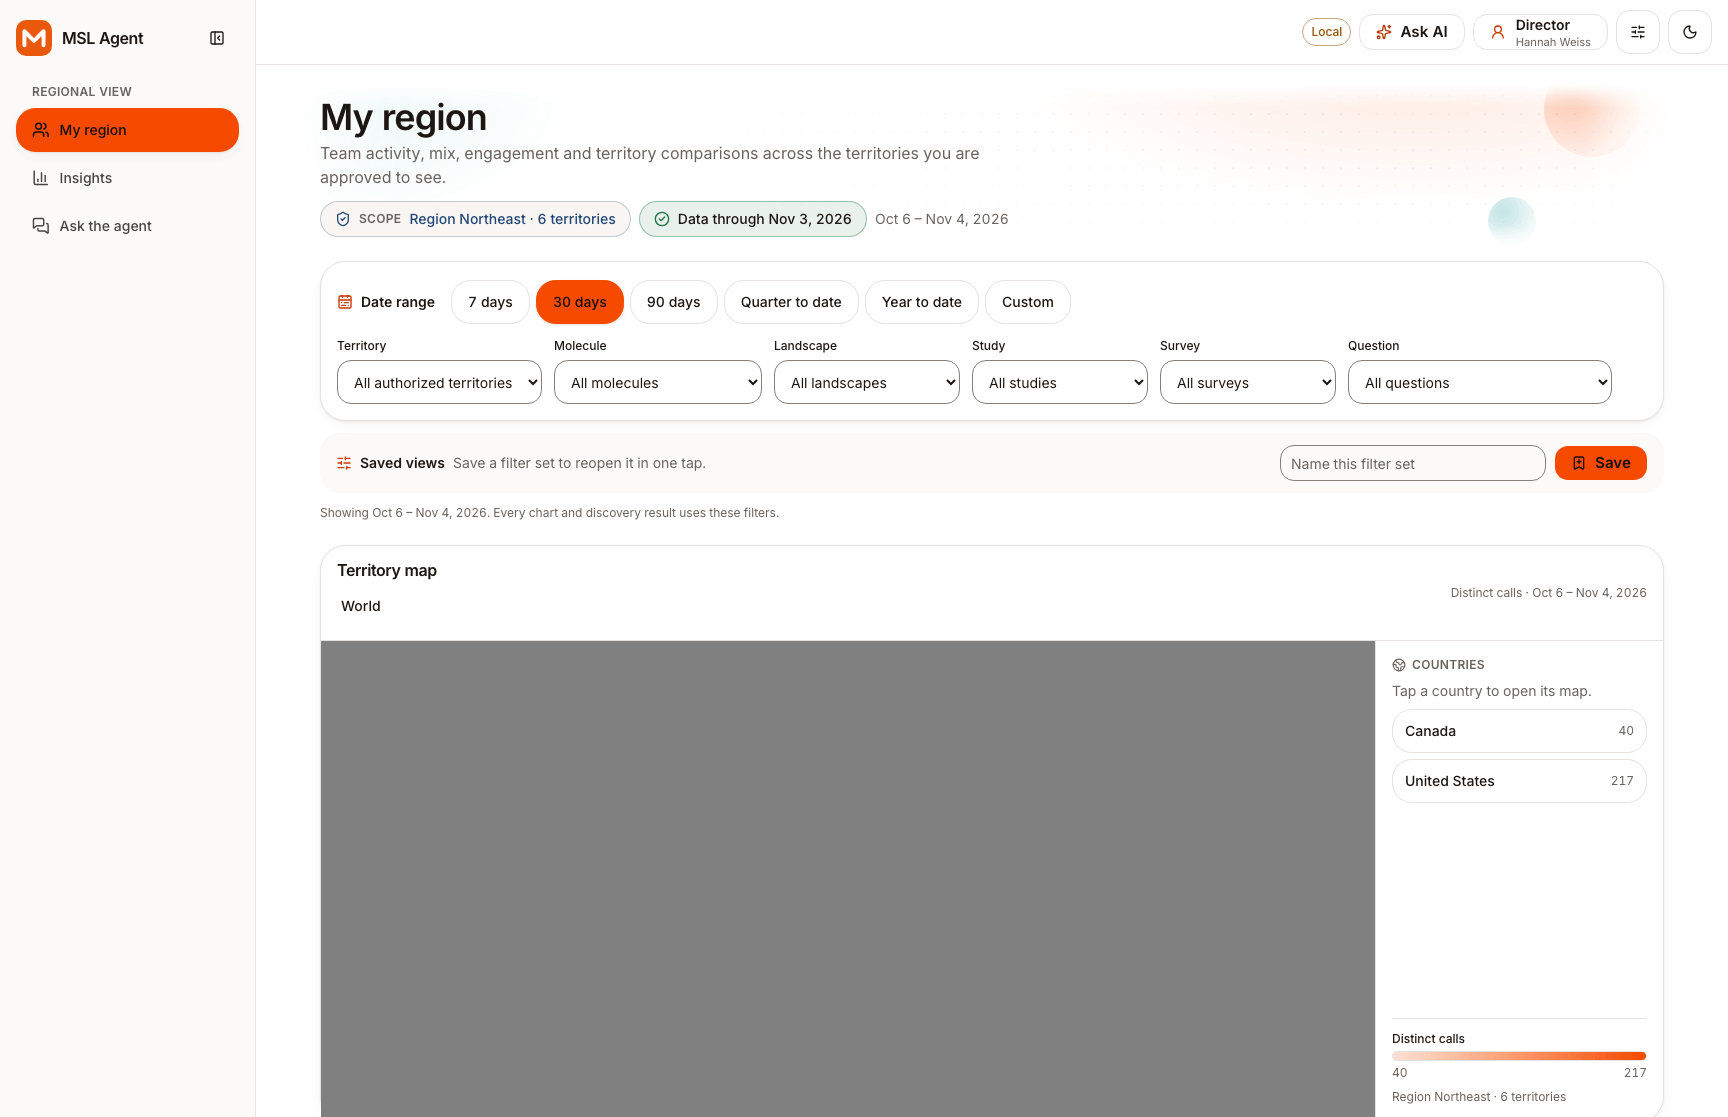 MSL Agent
REGIONAL VIEW
My region
Insights
Ask the agent
Local
Ask AI
Director
Hannah Weiss
My region
Team activity, mix, engagement and territory comparisons across the territories you are
approved to see.
SCOPE Region Northeast · 6 territories
Data through Nov 3, 2026
Oct 6 – Nov 4, 2026
Date range
7 days
30 days
90 days
Quarter to date
Year to date
Custom
Territory
Molecule
Landscape
Study
Survey
Question
All authorized territories
All molecules
All landscapes
All studies
All surveys
All questions
Saved views
Save a filter set to reopen it in one tap.
Name this filter set
Save
Showing Oct 6 – Nov 4, 2026. Every chart and discovery result uses these filters.
Territory map
World
Distinct calls · Oct 6 – Nov 4, 2026
COUNTRIES
Tap a country to open its map.
Canada 40
United States 217
Distinct calls
40 217
Region Northeast · 6 territories